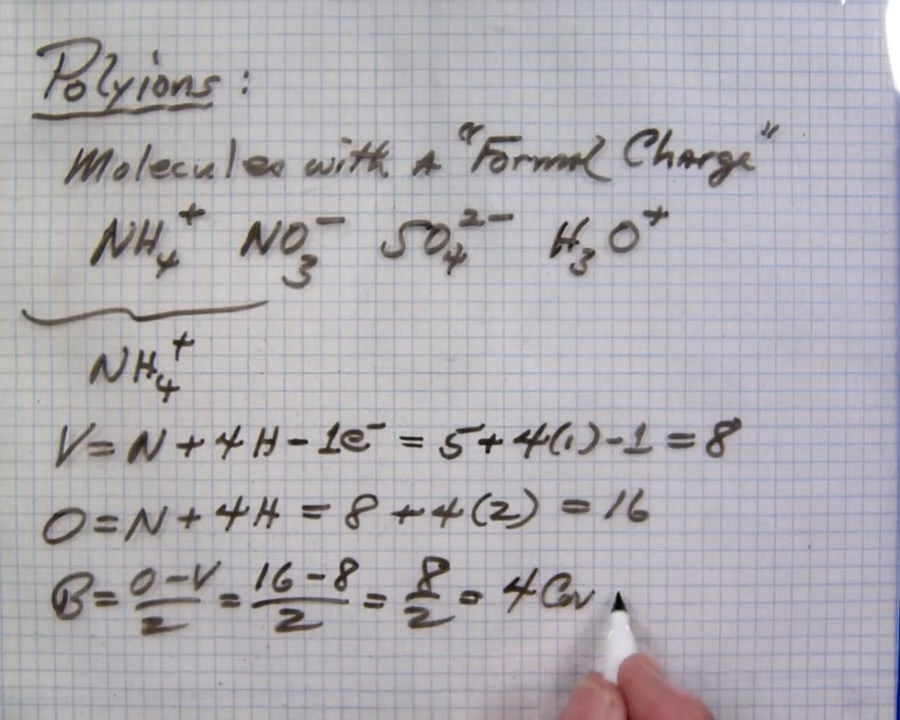 Polyions:
Molecules with A "Formal Charge"
NH₄⁺ NO₃⁻ SO₄²⁻ H₃O⁺
NH₄⁺
V = N + 4H - 1e⁻ = 5 + 4(1) - 1 = 8
O = N + 4H = 8 + 4(2) = 16
B = O-V/2 = 16-8/2 = 8/2 = 4 Cov